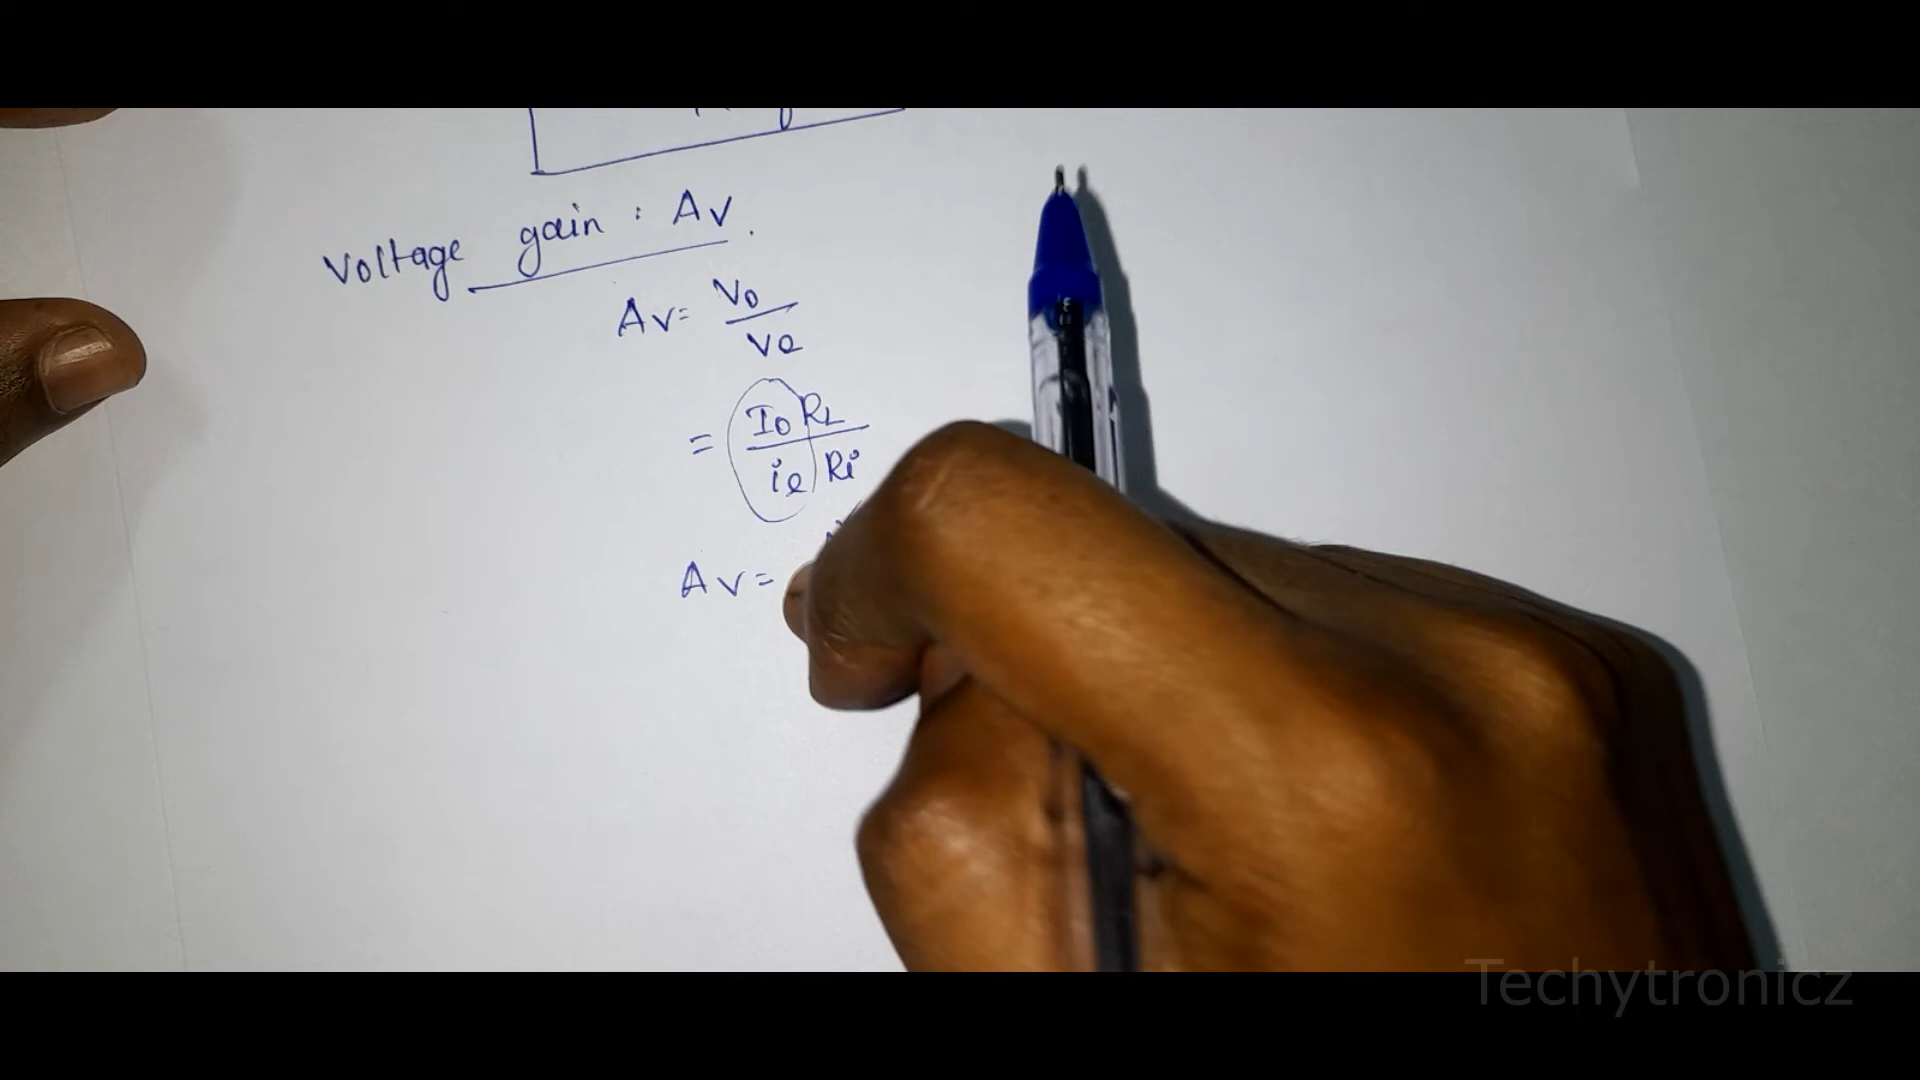 Voltage gain : Av.
Av = Vo / Ve
= Io RL / ie Ri
Av =
Techytronicz